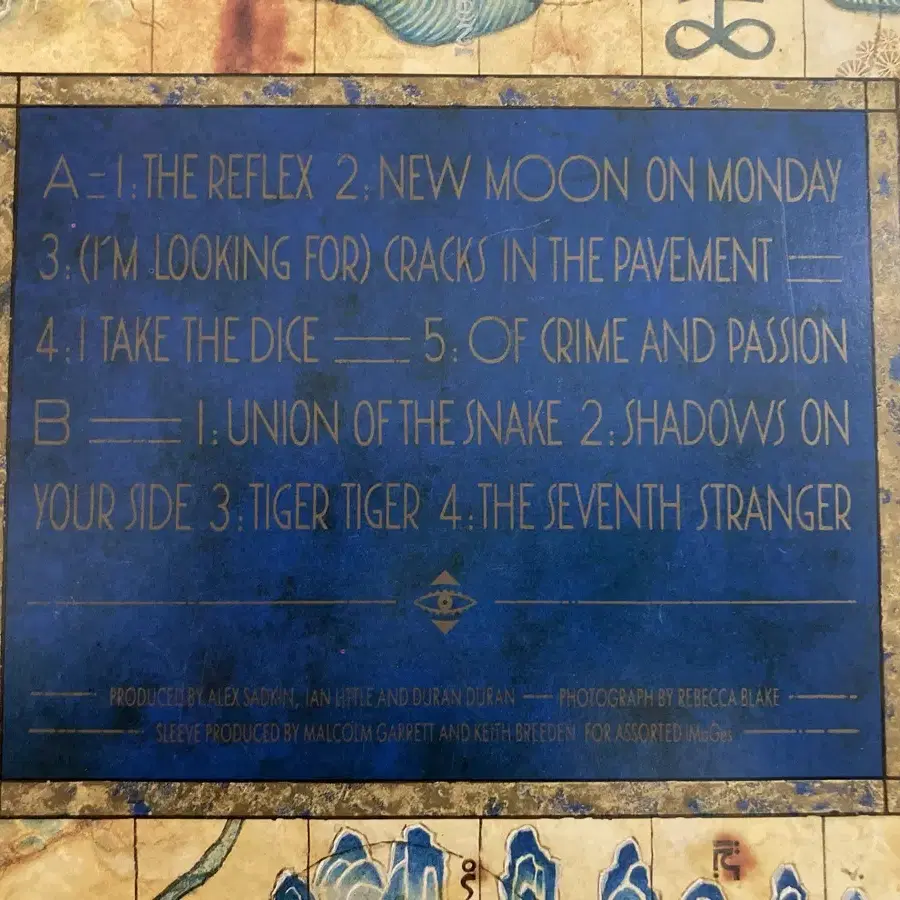 A = 1: THE REFLEX 2: NEW MOON ON MONDAY
3: (I'M LOOKING FOR) CRACKS IN THE PAVEMENT
4: I TAKE THE DICE 5: OF CRIME AND PASSION
B 1: UNION OF THE SNAKE 2: SHADOWS ON
YOUR SIDE 3: TIGER TIGER 4: THE SEVENTH STRANGER
PRODUCED BY ALEX SADKIN, IAN LITTLE AND DURAN DURAN PHOTOGRAPH BY REBECCA BLAKE
SLEEVE PRODUCED BY MALCOLM GARRETT AND KEITH BREEDEN FOR ASSORTED iMaGes